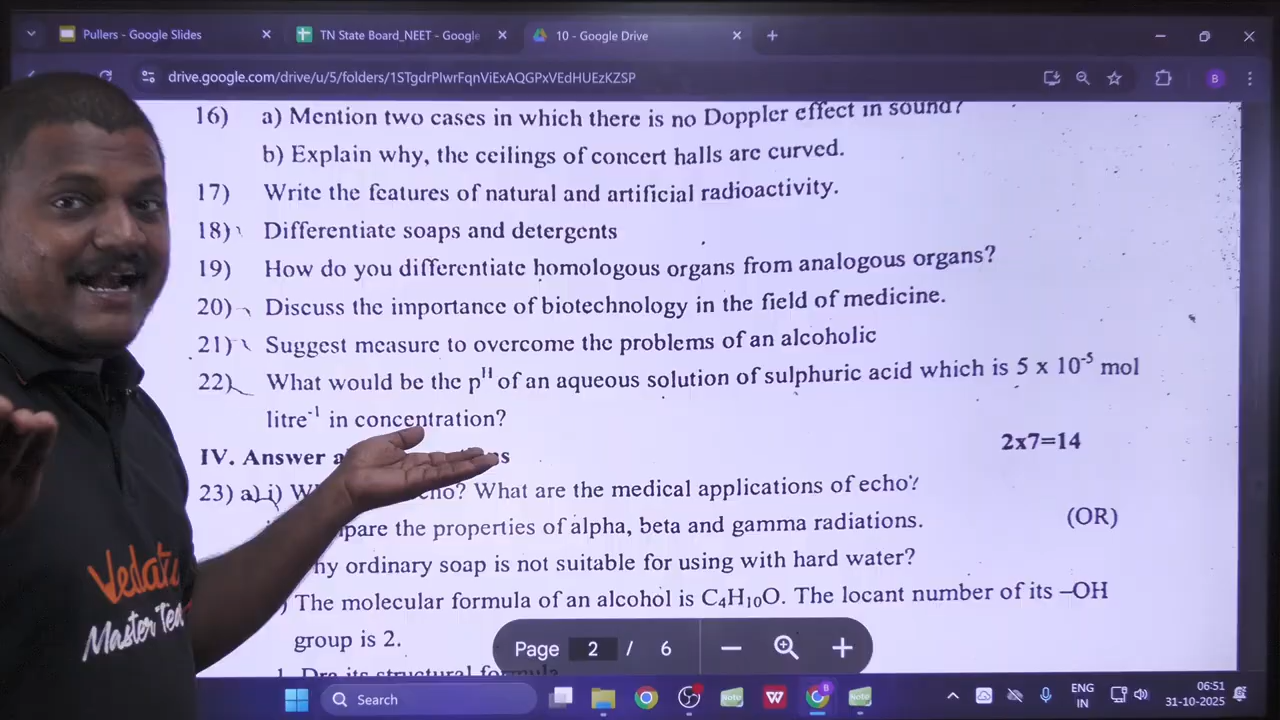 Pullers - Google Slides
TN State Board_NEET - Google
10 - Google Drive
drive.google.com/drive/u/5/folders/1STgdrPlwrFqnViExAQGPxVEdHUEzKZSP
B
16) a) Mention two cases in which there is no Doppler effect in sound?
b) Explain why, the ceilings of concert halls are curved.
17) Write the features of natural and artificial radioactivity.
18) Differentiate soaps and detergents
19) How do you differentiate homologous organs from analogous organs?
20) Discuss the importance of biotechnology in the field of medicine.
21) Suggest measure to overcome the problems of an alcoholic
22) What would be the pᴴ of an aqueous solution of sulphuric acid which is 5 x 10⁻⁵ mol
litre⁻¹ in concentration?
IV. Answer
2x7=14
23) a) i) echo? What are the medical applications of echo?
the properties of alpha, beta and gamma radiations.
(OR)
ordinary soap is not suitable for using with hard water?
The molecular formula of an alcohol is C₄H₁₀O. The locant number of its –OH
group is 2.
its structural formula
Page 2 / 6
Vedantu
Master Tea
Search
ENG
IN
06:51
31-10-2025